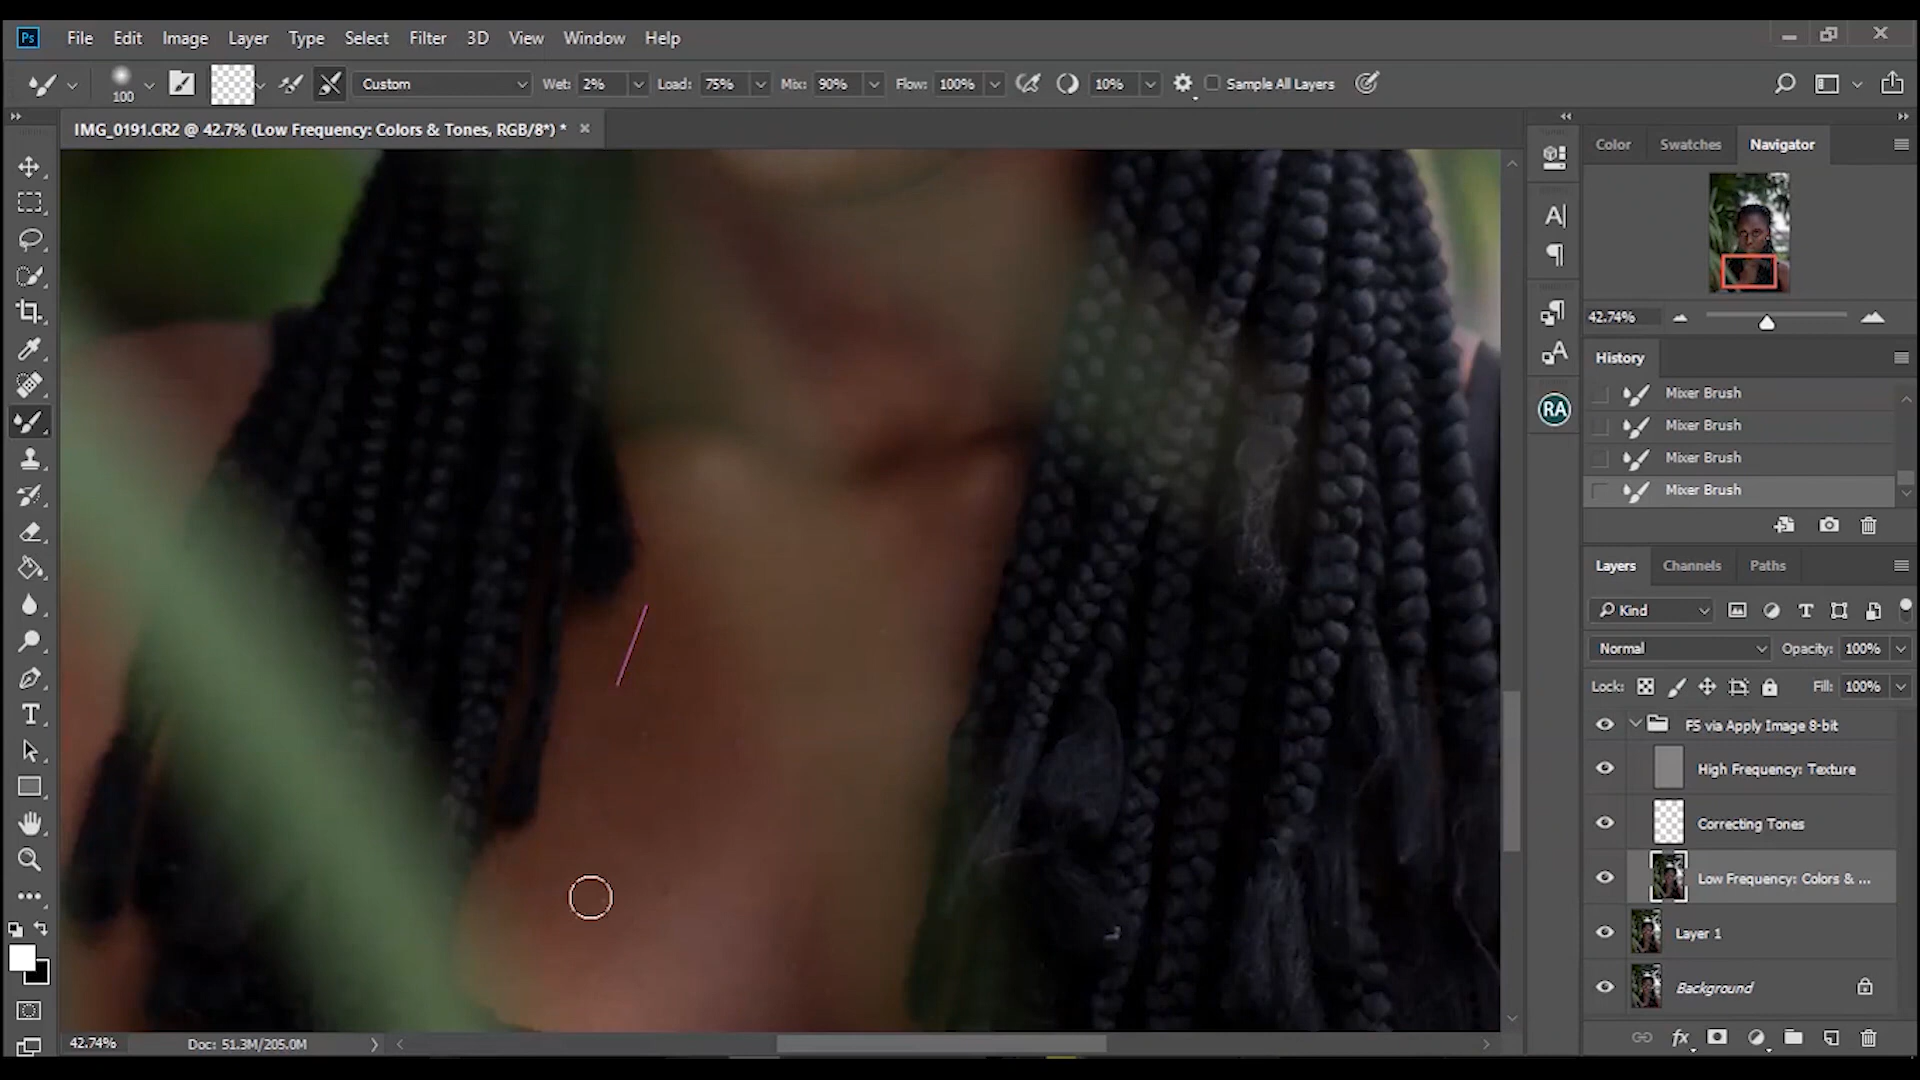 Ps File Edit Image Layer Type Select Filter 3D View Window Help
100 Custom Wet: 2% Load: 75% Mix: 90% Flow: 100% 10% Sample All Layers
IMG_0191.CR2 @ 42.7% (Low Frequency: Colors & Tones, RGB/8*) *
Color Swatches Navigator
42.74%
History
Mixer Brush
Mixer Brush
Mixer Brush
Mixer Brush
RA
Layers Channels Paths
Kind
Normal Opacity: 100%
Lock: Fill: 100%
FS via Apply Image 8-bit
High Frequency: Texture
Correcting Tones
Low Frequency: Colors & ...
Layer 1
Background
fx
42.74% Doc: 51.3M/205.0M